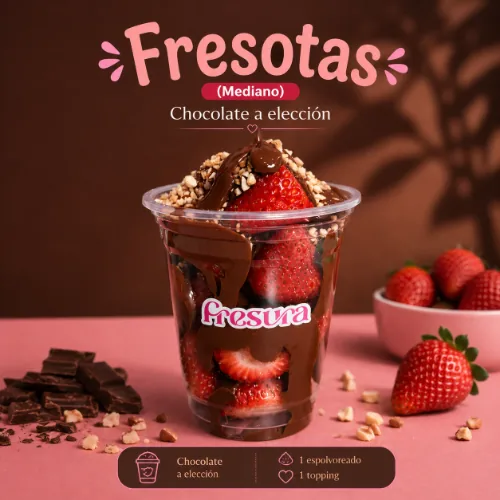 Fresotas
(Mediano)
Chocolate a elección
fresura
Chocolate
a elección
1 espolvoreado
1 topping